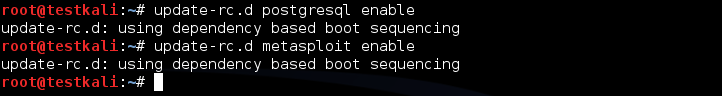 root@testkali:~# update-rc.d postgresql enable
update-rc.d: using dependency based boot sequencing
root@testkali:~# update-rc.d metasploit enable
update-rc.d: using dependency based boot sequencing
root@testkali:~#